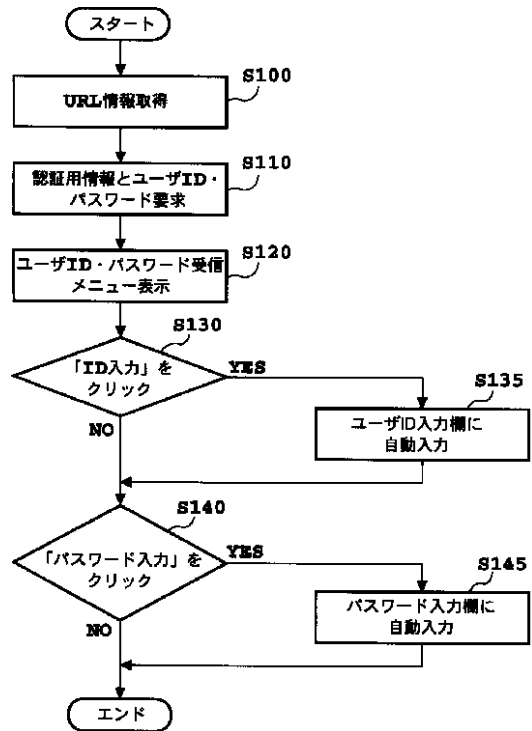 スタート
S100
URL情報取得
S110
認証用情報とユーザID・
パスワード要求
S120
ユーザID・パスワード受信
メニュー表示
S130
「ID入力」を
クリック
YES
S135
ユーザID入力欄に
自動入力
NO
S140
「パスワード入力」を
クリック
YES
S145
パスワード入力欄に
自動入力
NO
エンド